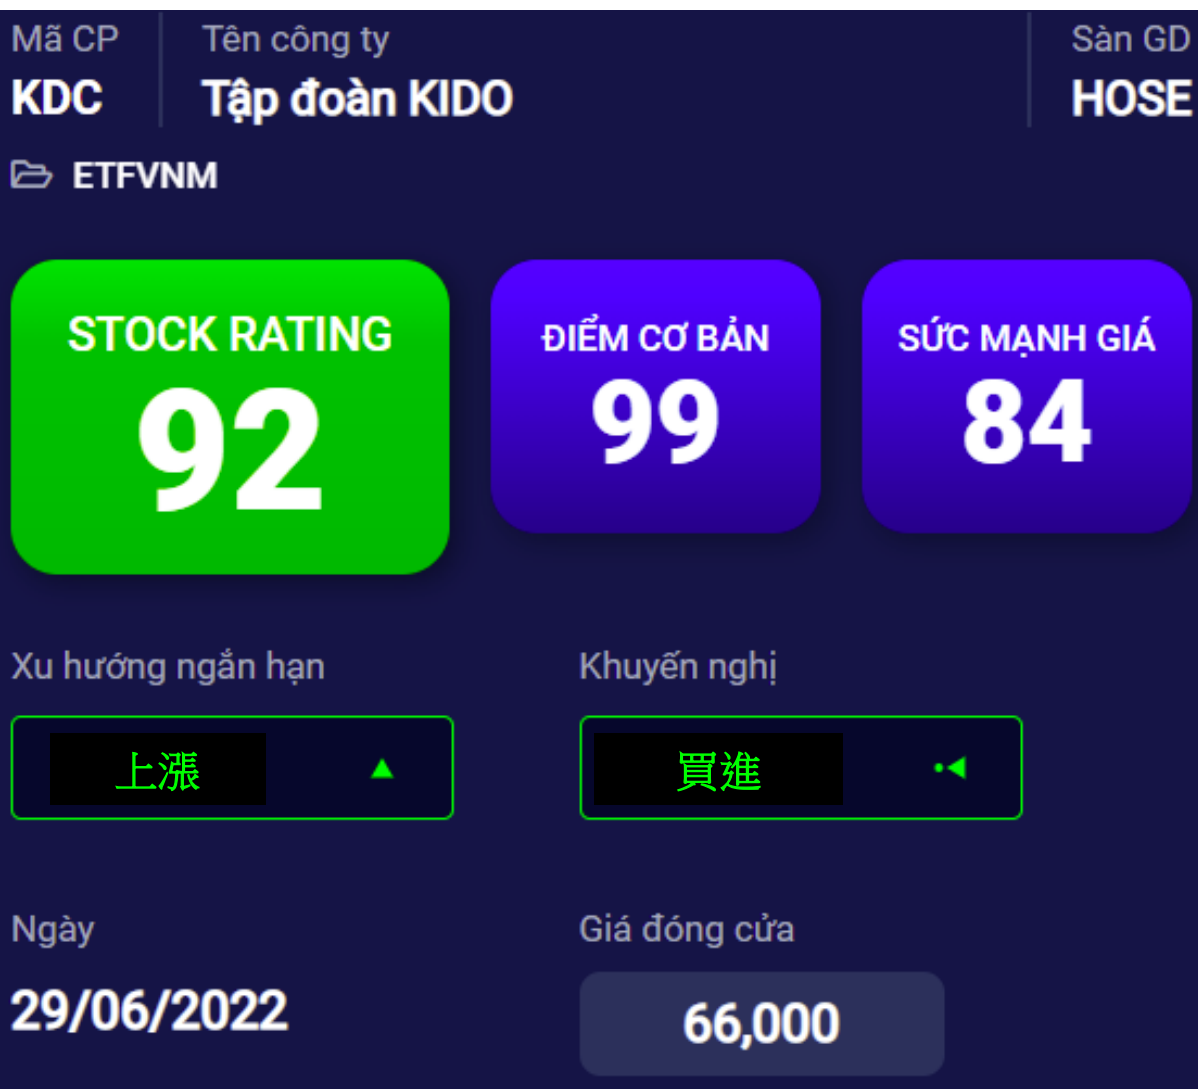 Mã CP
Tên công ty
Sàn GD
KDC
Tập đoàn KIDO
HOSE
ETFVNM
STOCK RATING
92
ĐIỂM CƠ BẢN
99
SỨC MẠNH GIÁ
84
Xu hướng ngắn hạn
Khuyến nghị
上漲
買進
Ngày
Giá đóng cửa
29/06/2022
66,000